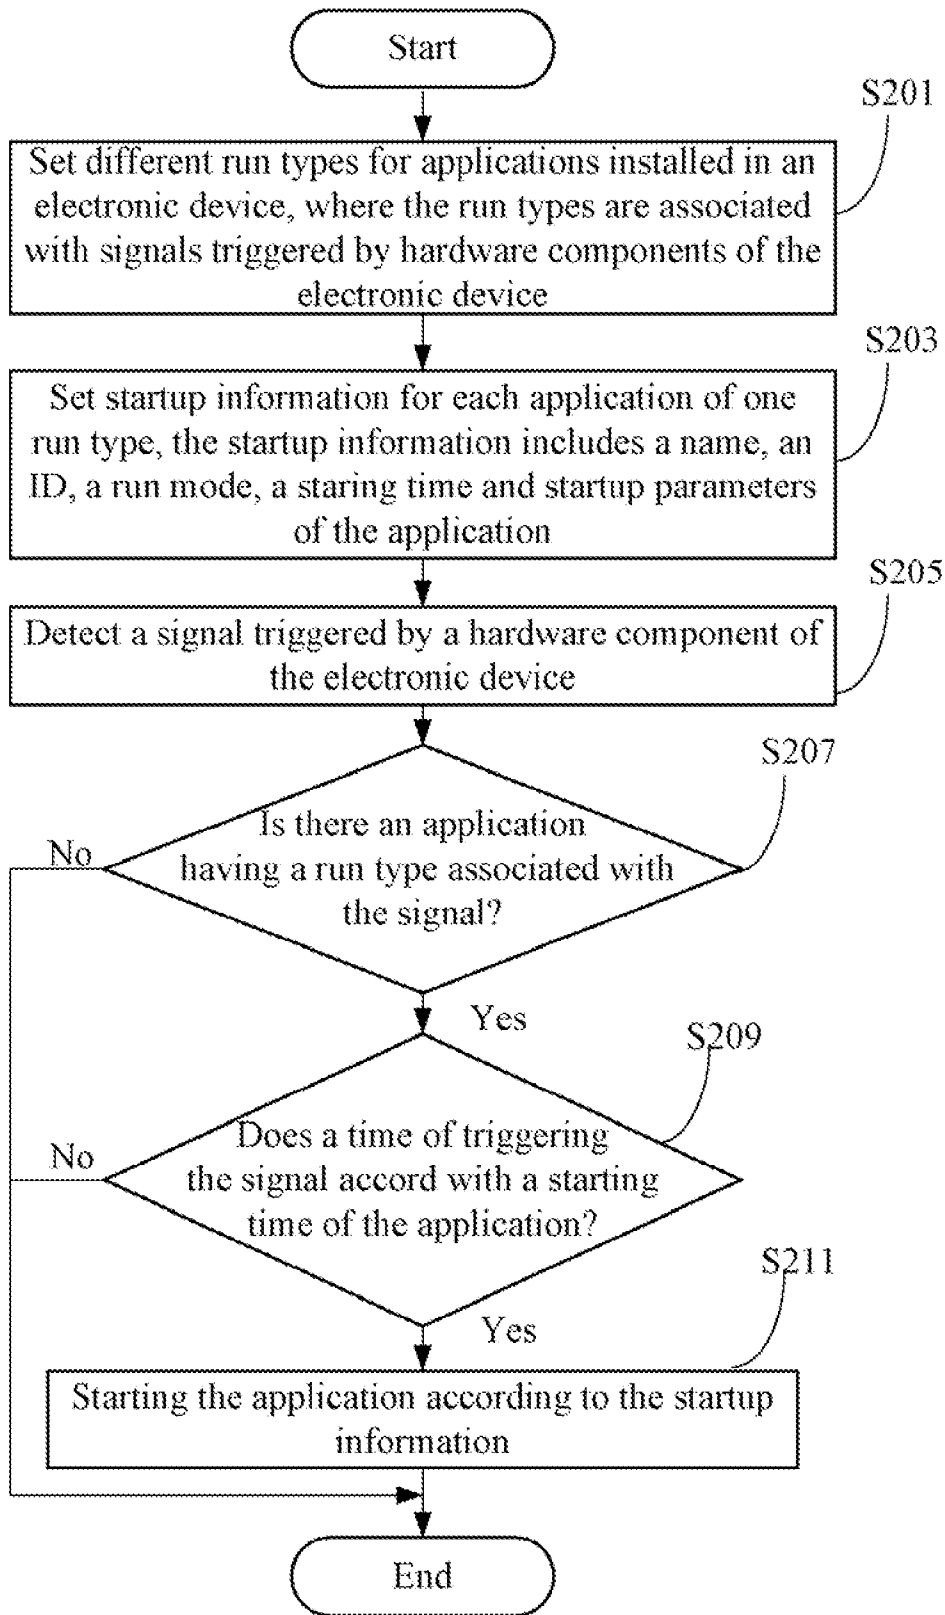 Start
S201
Set different run types for applications installed in an
electronic device, where the run types are associated
with signals triggered by hardware components of the
electronic device
S203
Set startup information for each application of one
run type, the startup information includes a name, an
ID, a run mode, a staring time and startup parameters
of the application
S205
Detect a signal triggered by a hardware component of
the electronic device
S207
Is there an application
having a run type associated with
the signal?
No
Yes
S209
Does a time of triggering
the signal accord with a starting
time of the application?
No
Yes
S211
Starting the application according to the startup
information
End